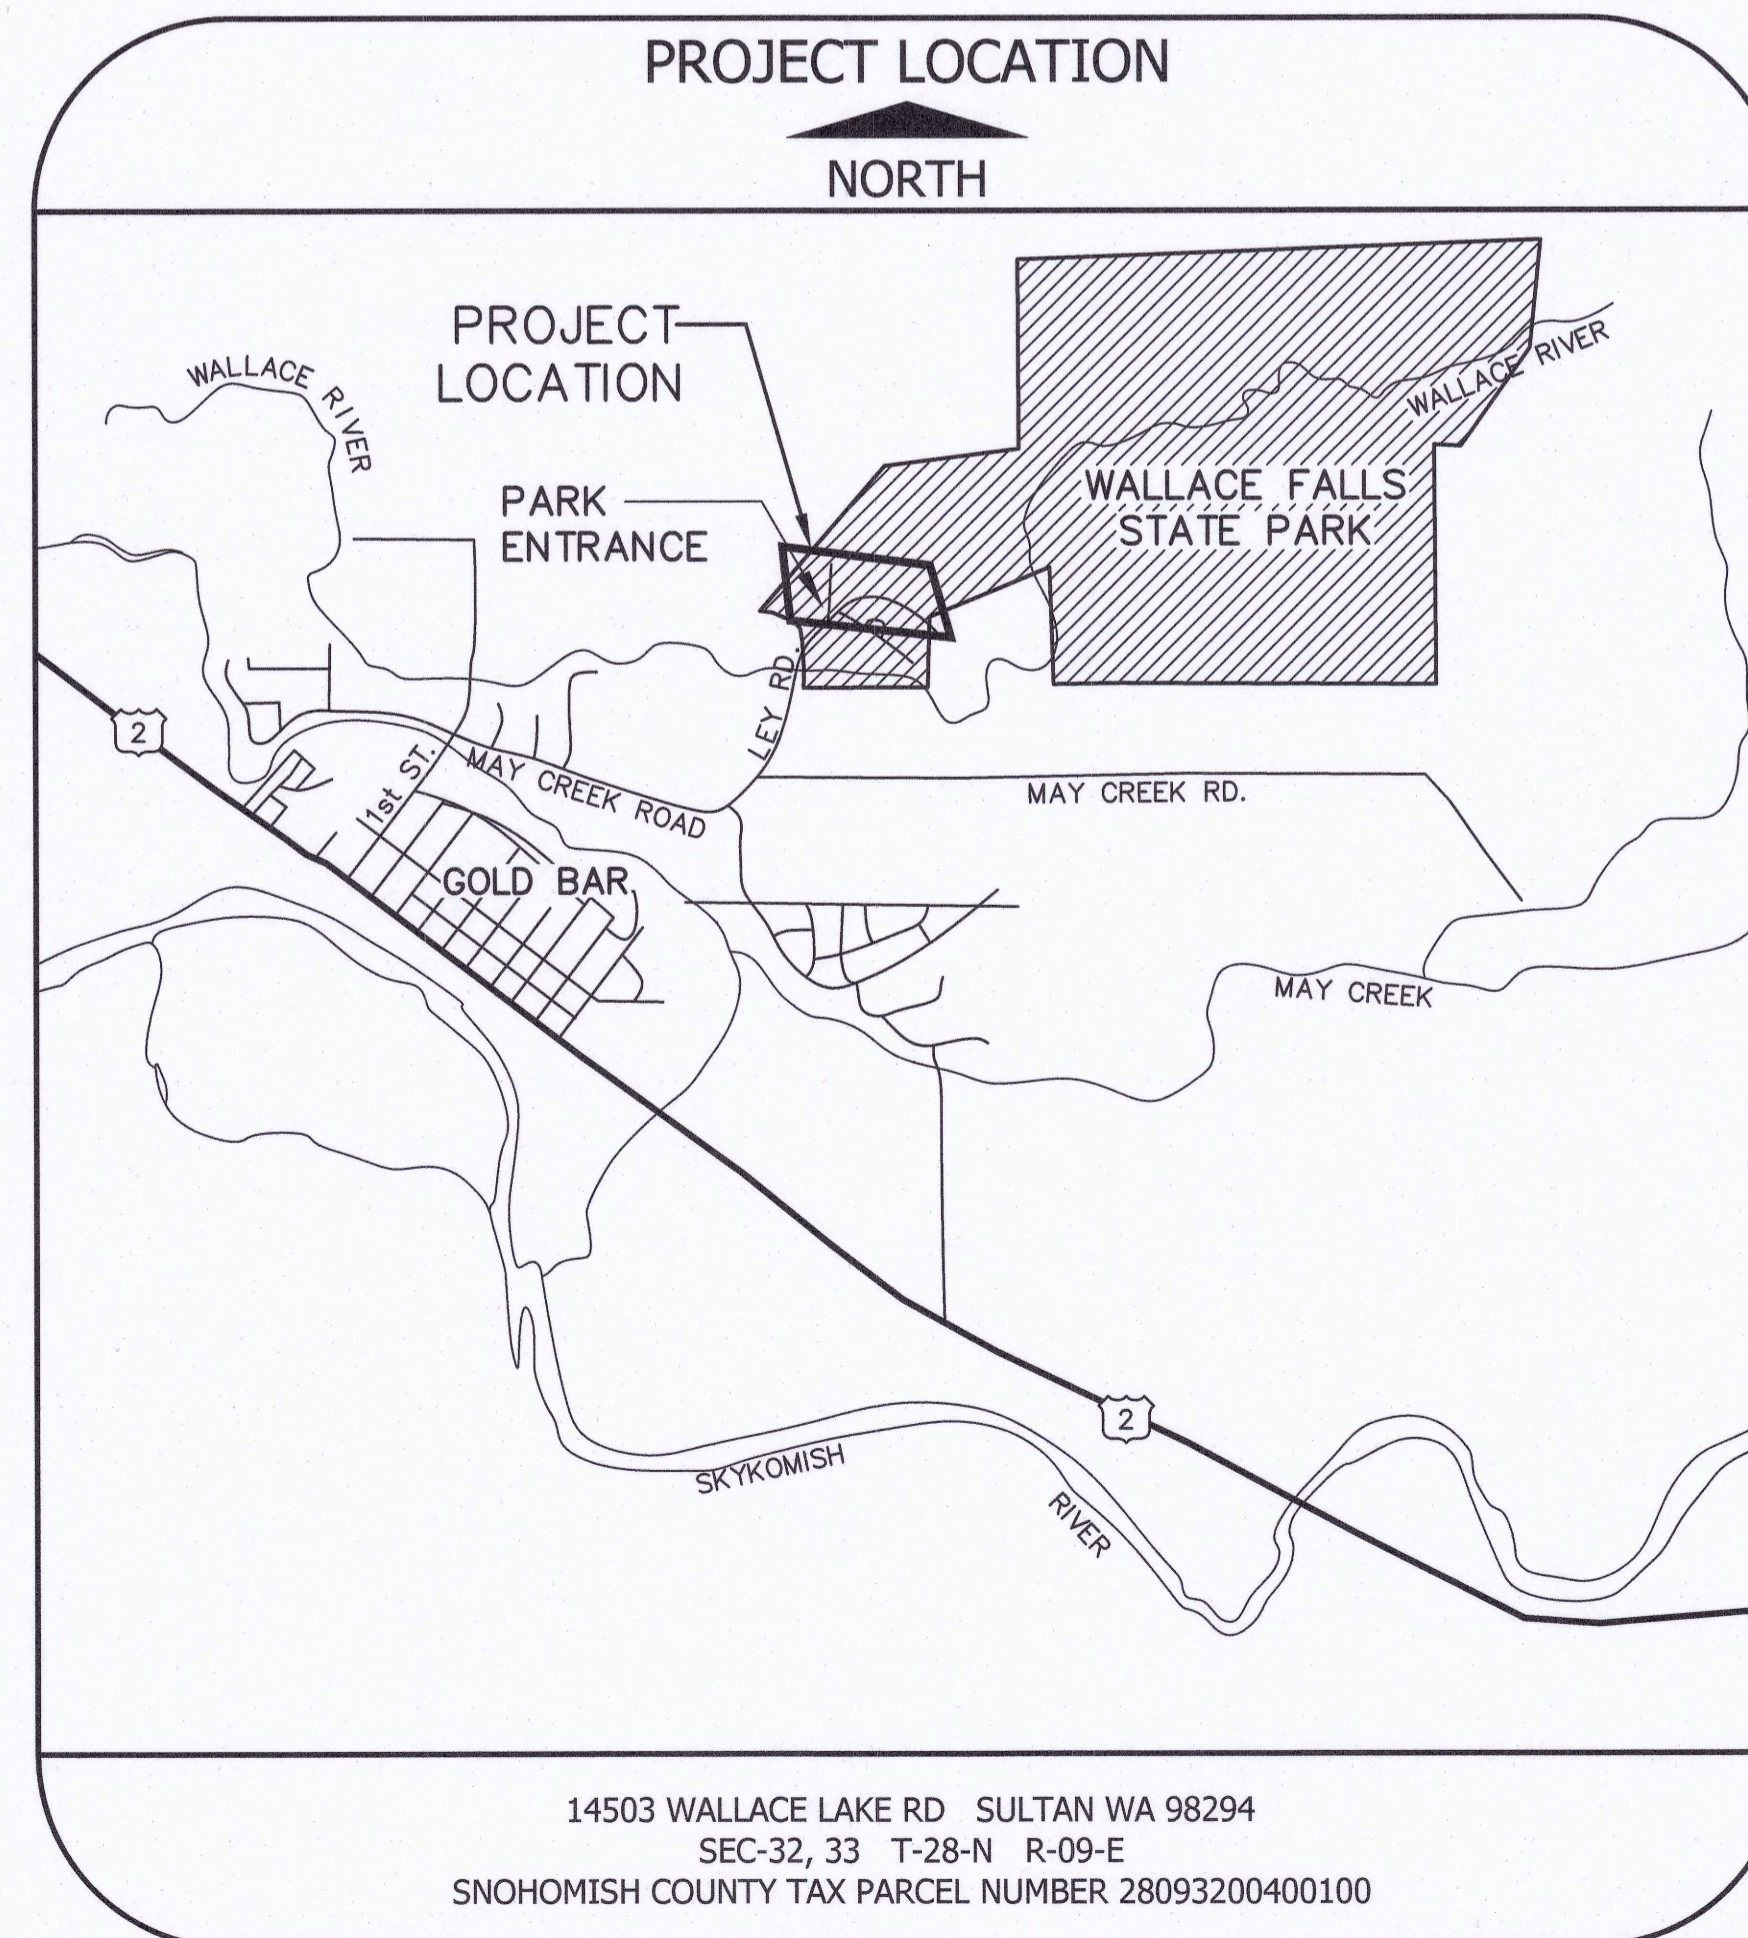 PROJECT LOCATION
NORTH
PROJECT
LOCATION
WALLACE RIVER
WALLACE RIVER
PARK
ENTRANCE
WALLACE FALLS
STATE PARK
LEY RD.
2
1st ST.
MAY CREEK ROAD
MAY CREEK RD.
GOLD BAR
MAY CREEK
2
SKYKOMISH
RIVER
14503 WALLACE LAKE RD SULTAN WA 98294
SEC-32, 33 T-28-N R-09-E
SNOHOMISH COUNTY TAX PARCEL NUMBER 28093200400100